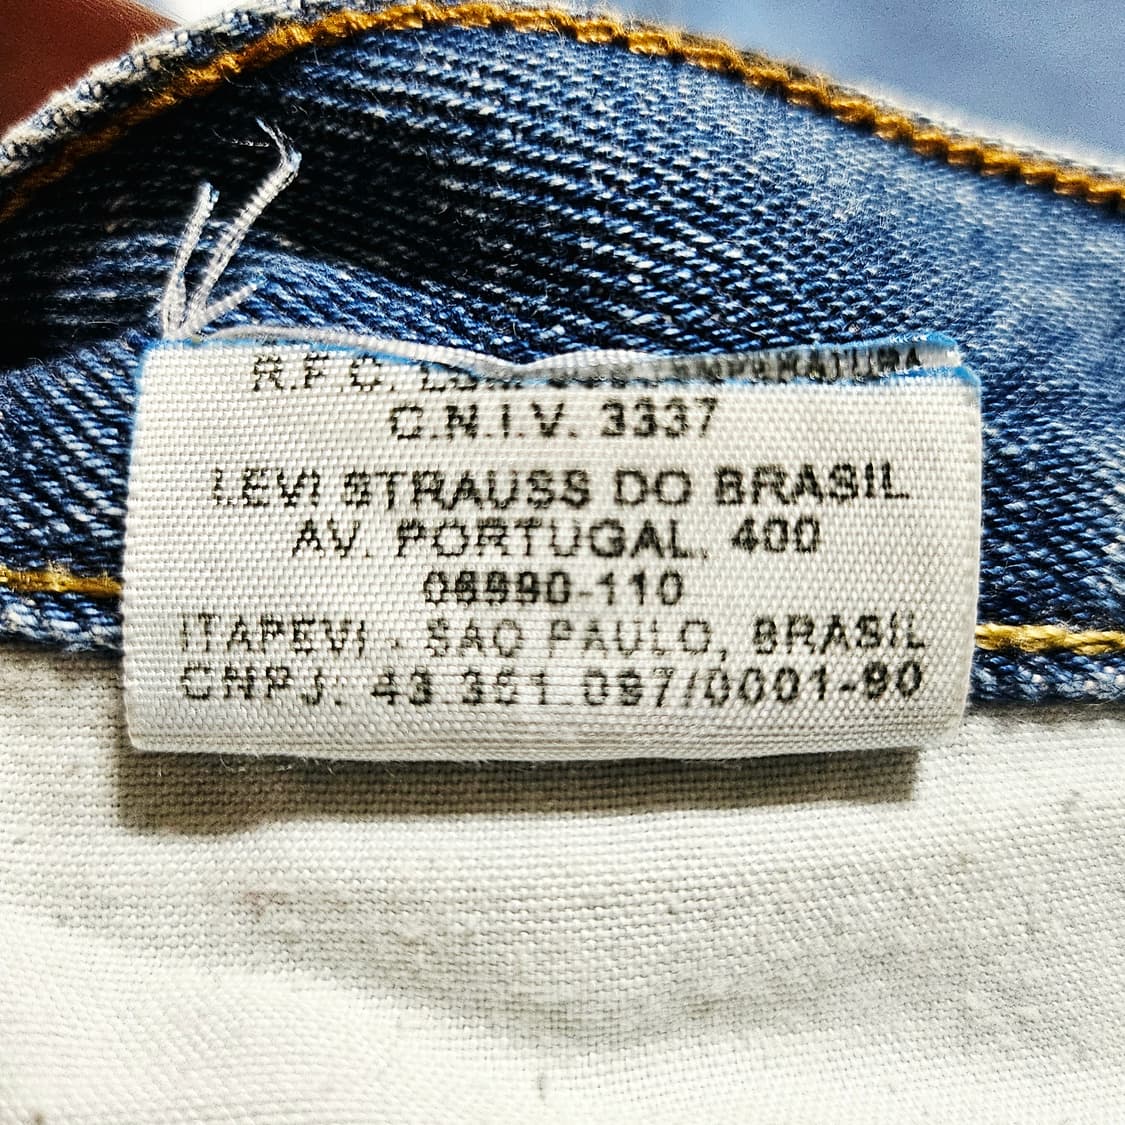 R.F.C.
C.N.I.V. 3337
LEVI STRAUSS DO BRASIL
AV. PORTUGAL, 400
06690-110
ITAPEVI - SAO PAULO, BRASIL
CNPJ: 43.351.097/0001-90